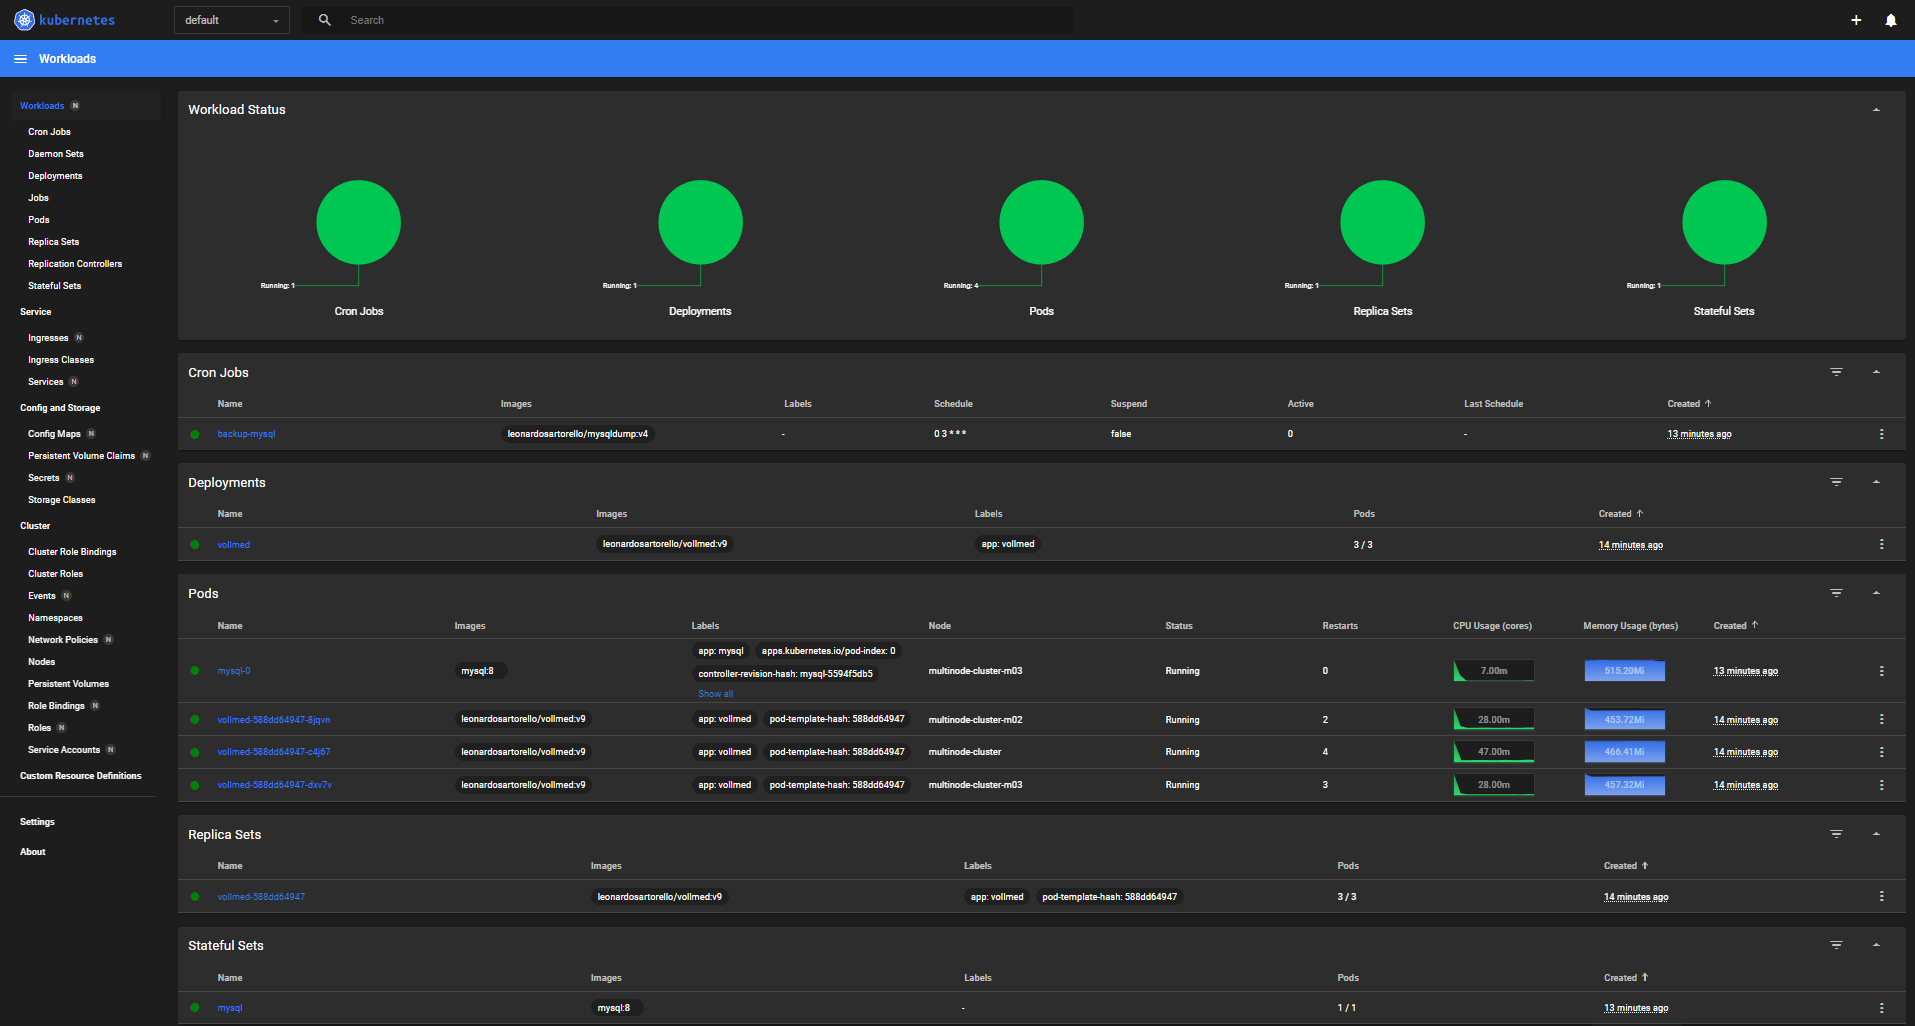 kubernetes default Search
Workloads
Workloads N
Cron Jobs
Daemon Sets
Deployments
Jobs
Pods
Replica Sets
Replication Controllers
Stateful Sets
Service
Ingresses N
Ingress Classes
Services N
Config and Storage
Config Maps N
Persistent Volume Claims N
Secrets N
Storage Classes
Cluster
Cluster Role Bindings
Cluster Roles
Events N
Namespaces
Network Policies N
Nodes
Persistent Volumes
Role Bindings N
Roles N
Service Accounts N
Custom Resource Definitions
Settings
About
Workload Status
Running: 1 Running: 1 Running: 4 Running: 1 Running: 1
Cron Jobs Deployments Pods Replica Sets Stateful Sets
Cron Jobs
Name Images Labels Schedule Suspend Active Last Schedule Created
backup-mysql leonardosartorello/mysqldump:v4 - 0 3 * * * false 0 - 13 minutes ago
Deployments
Name Images Labels Pods Created
vollmed leonardosartorello/vollmed:v9 app: vollmed 3 / 3 14 minutes ago
Pods
Name Images Labels Node Status Restarts CPU Usage (cores) Memory Usage (bytes) Created
app: mysql apps.kubernetes.io/pod-index: 0
mysql-0 mysql:8 controller-revision-hash: mysql-5594f5db5 multinode-cluster-m03 Running 0 7.00m 515.20Mi 13 minutes ago
Show all
vollmed-588dd64947-8jqvn leonardosartorello/vollmed:v9 app: vollmed pod-template-hash: 588dd64947 multinode-cluster-m02 Running 2 28.00m 453.72Mi 14 minutes ago
vollmed-588dd64947-c4j67 leonardosartorello/vollmed:v9 app: vollmed pod-template-hash: 588dd64947 multinode-cluster Running 4 47.00m 466.41Mi 14 minutes ago
vollmed-588dd64947-dxv7v leonardosartorello/vollmed:v9 app: vollmed pod-template-hash: 588dd64947 multinode-cluster-m03 Running 3 28.00m 457.32Mi 14 minutes ago
Replica Sets
Name Images Labels Pods Created
vollmed-588dd64947 leonardosartorello/vollmed:v9 app: vollmed pod-template-hash: 588dd64947 3 / 3 14 minutes ago
Stateful Sets
Name Images Labels Pods Created
mysql mysql:8 - 1 / 1 13 minutes ago